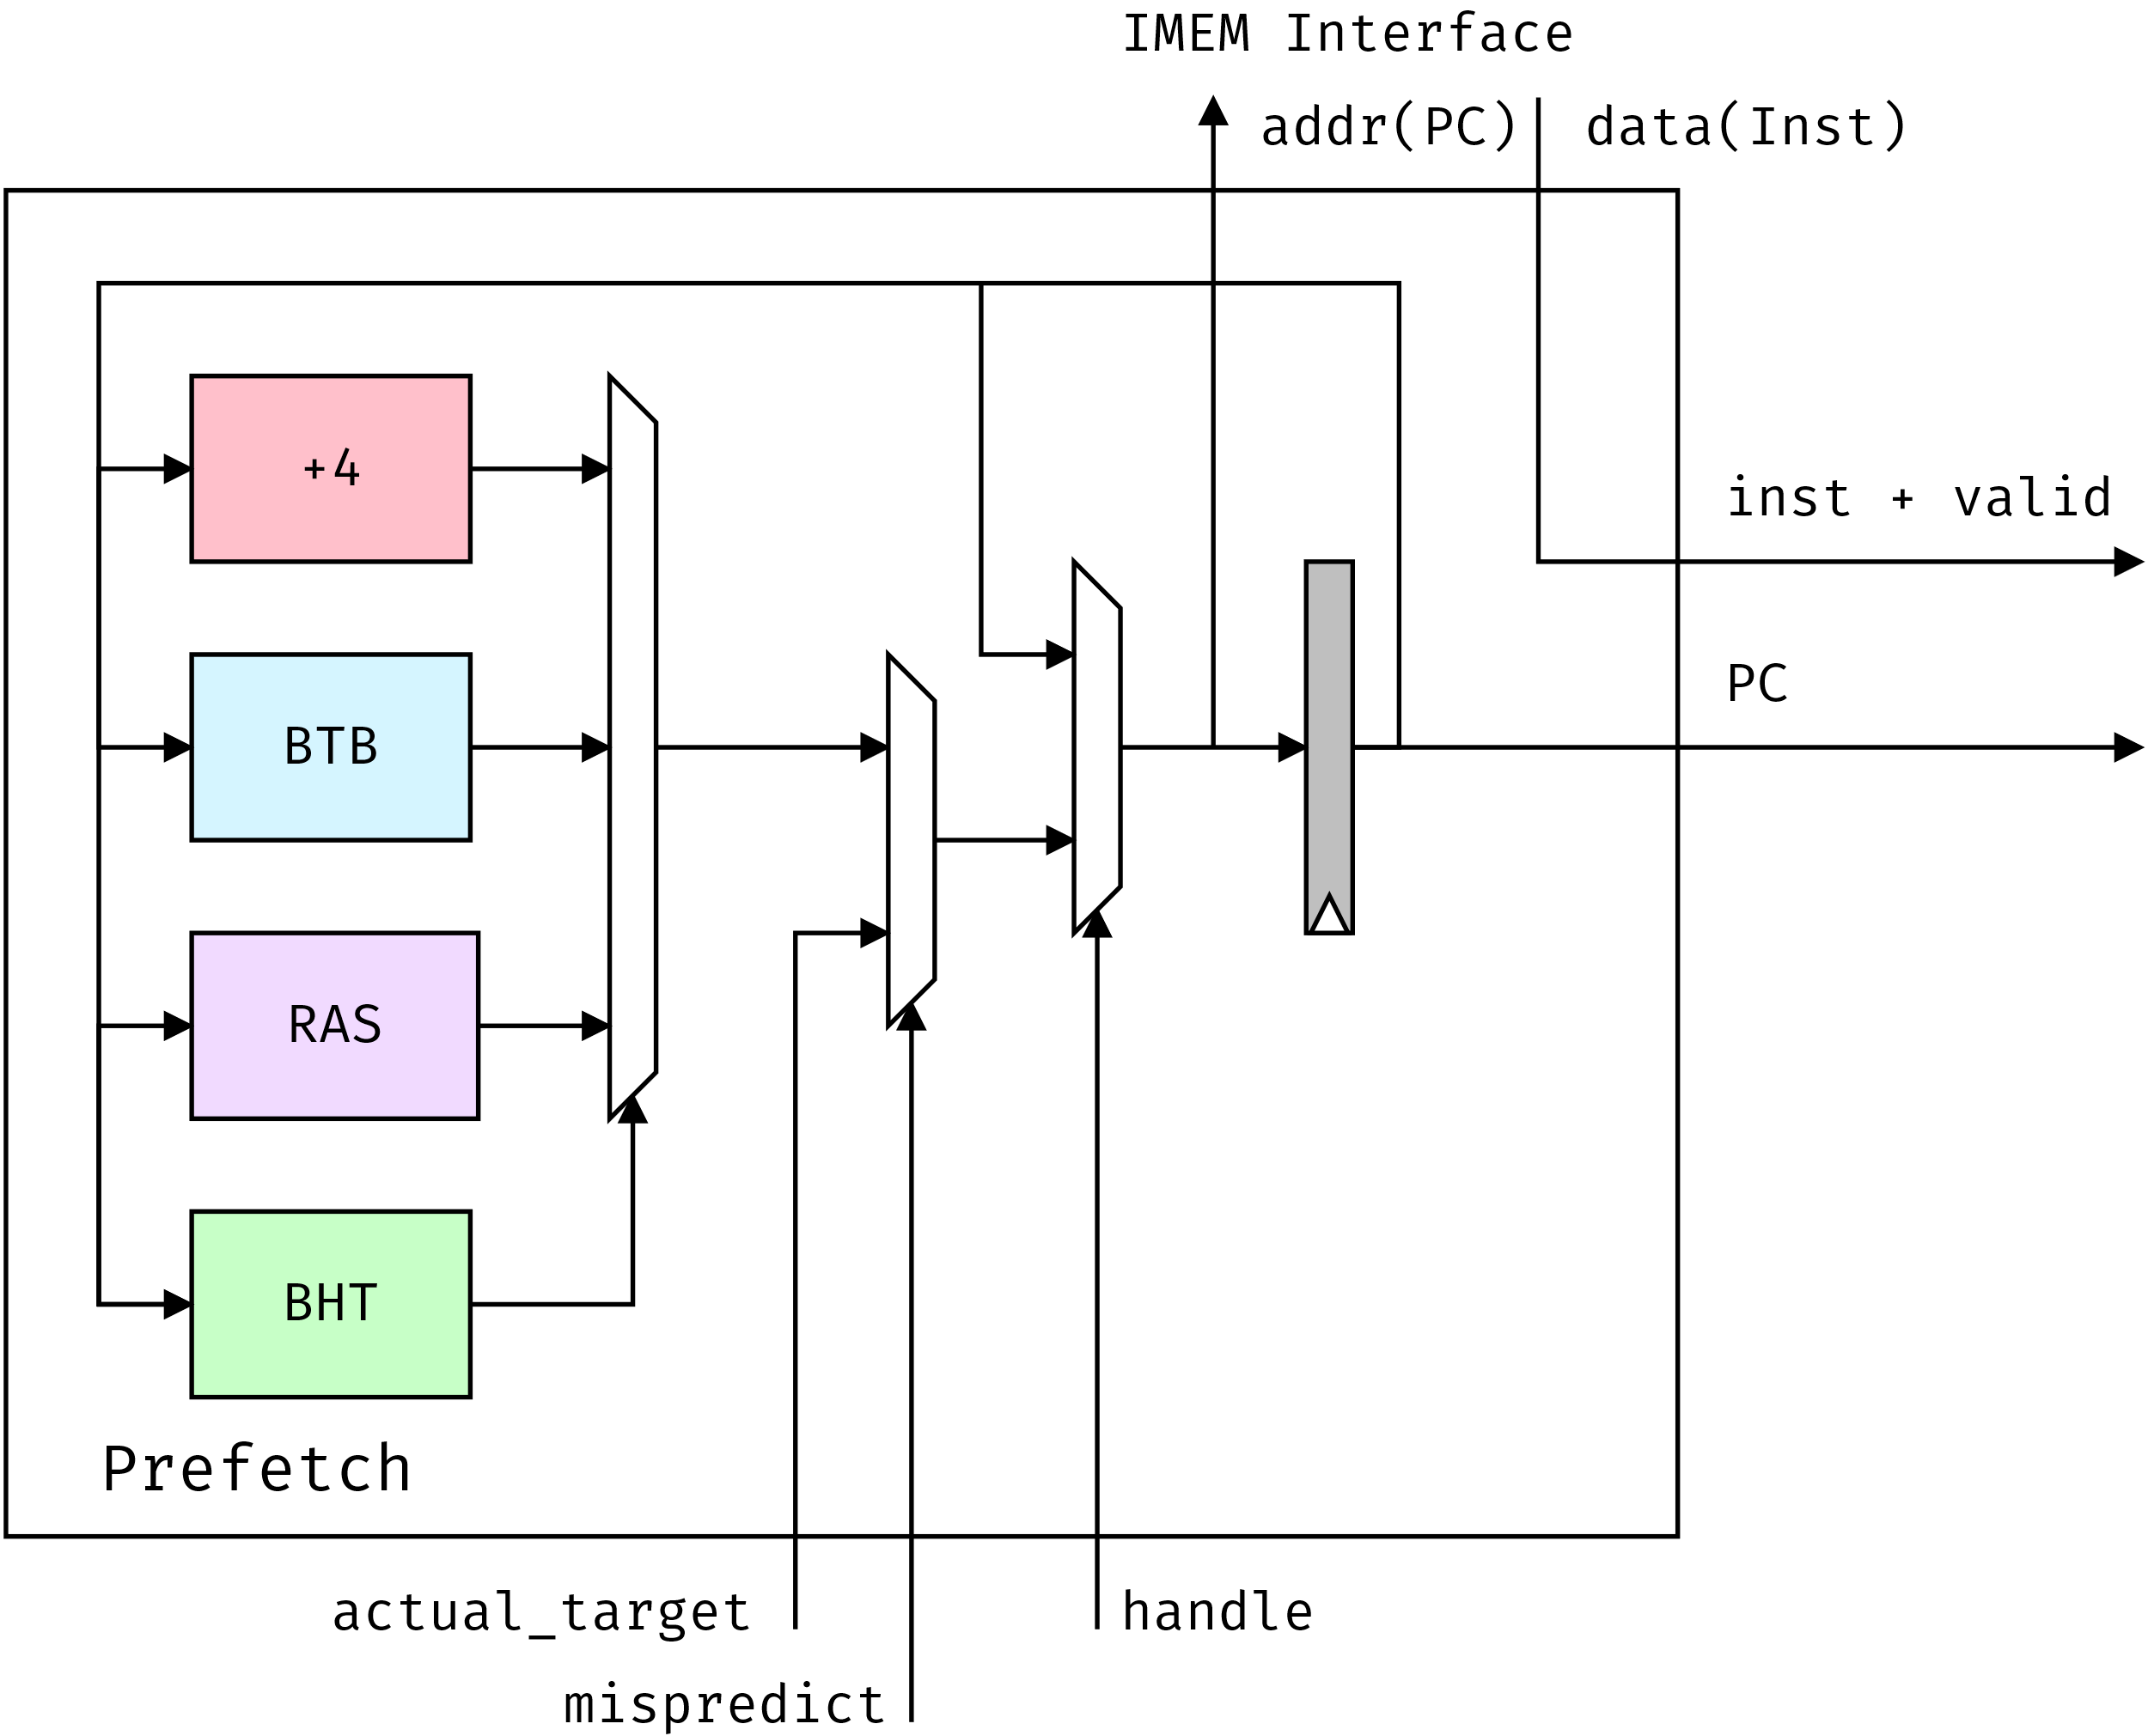 IMEM Interface
addr(PC)
data(Inst)
+4
inst + valid
BTB
PC
RAS
BHT
Prefetch
actual_target
handle
mispredict